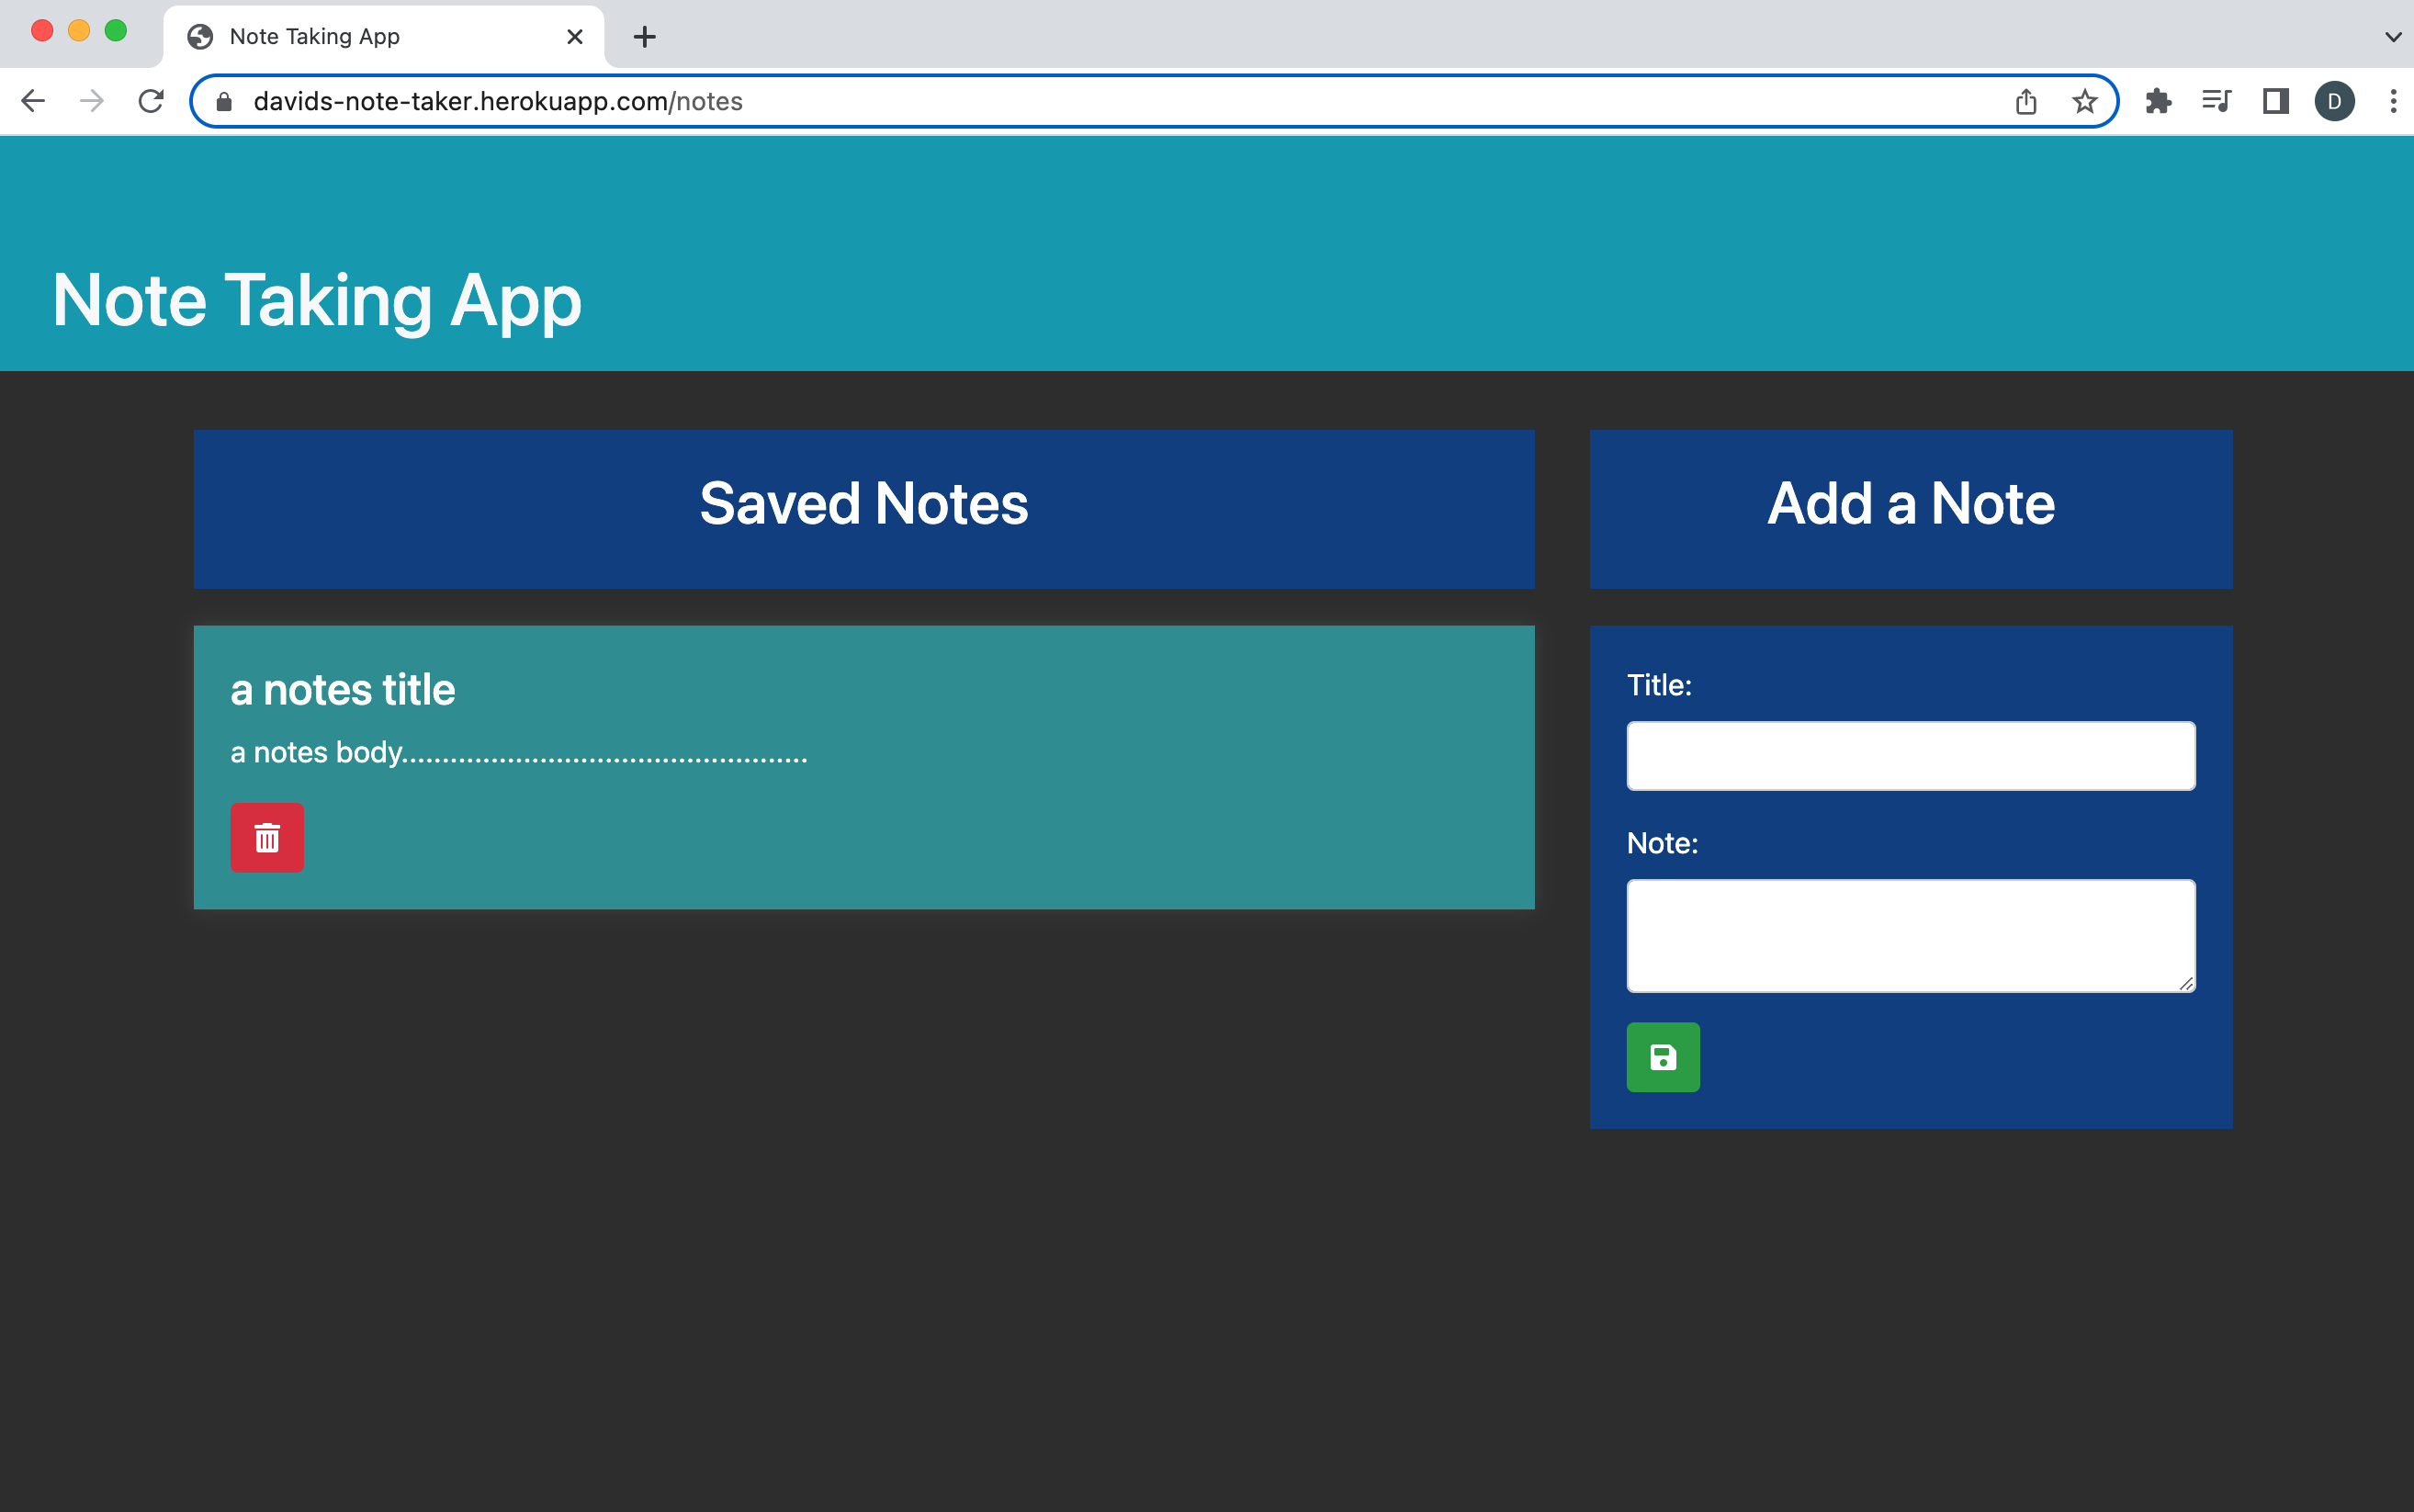 Note Taking App
davids-note-taker.herokuapp.com/notes
D
Note Taking App
Saved Notes
Add a Note
a notes title
a notes body..................................................
Title:
Note: